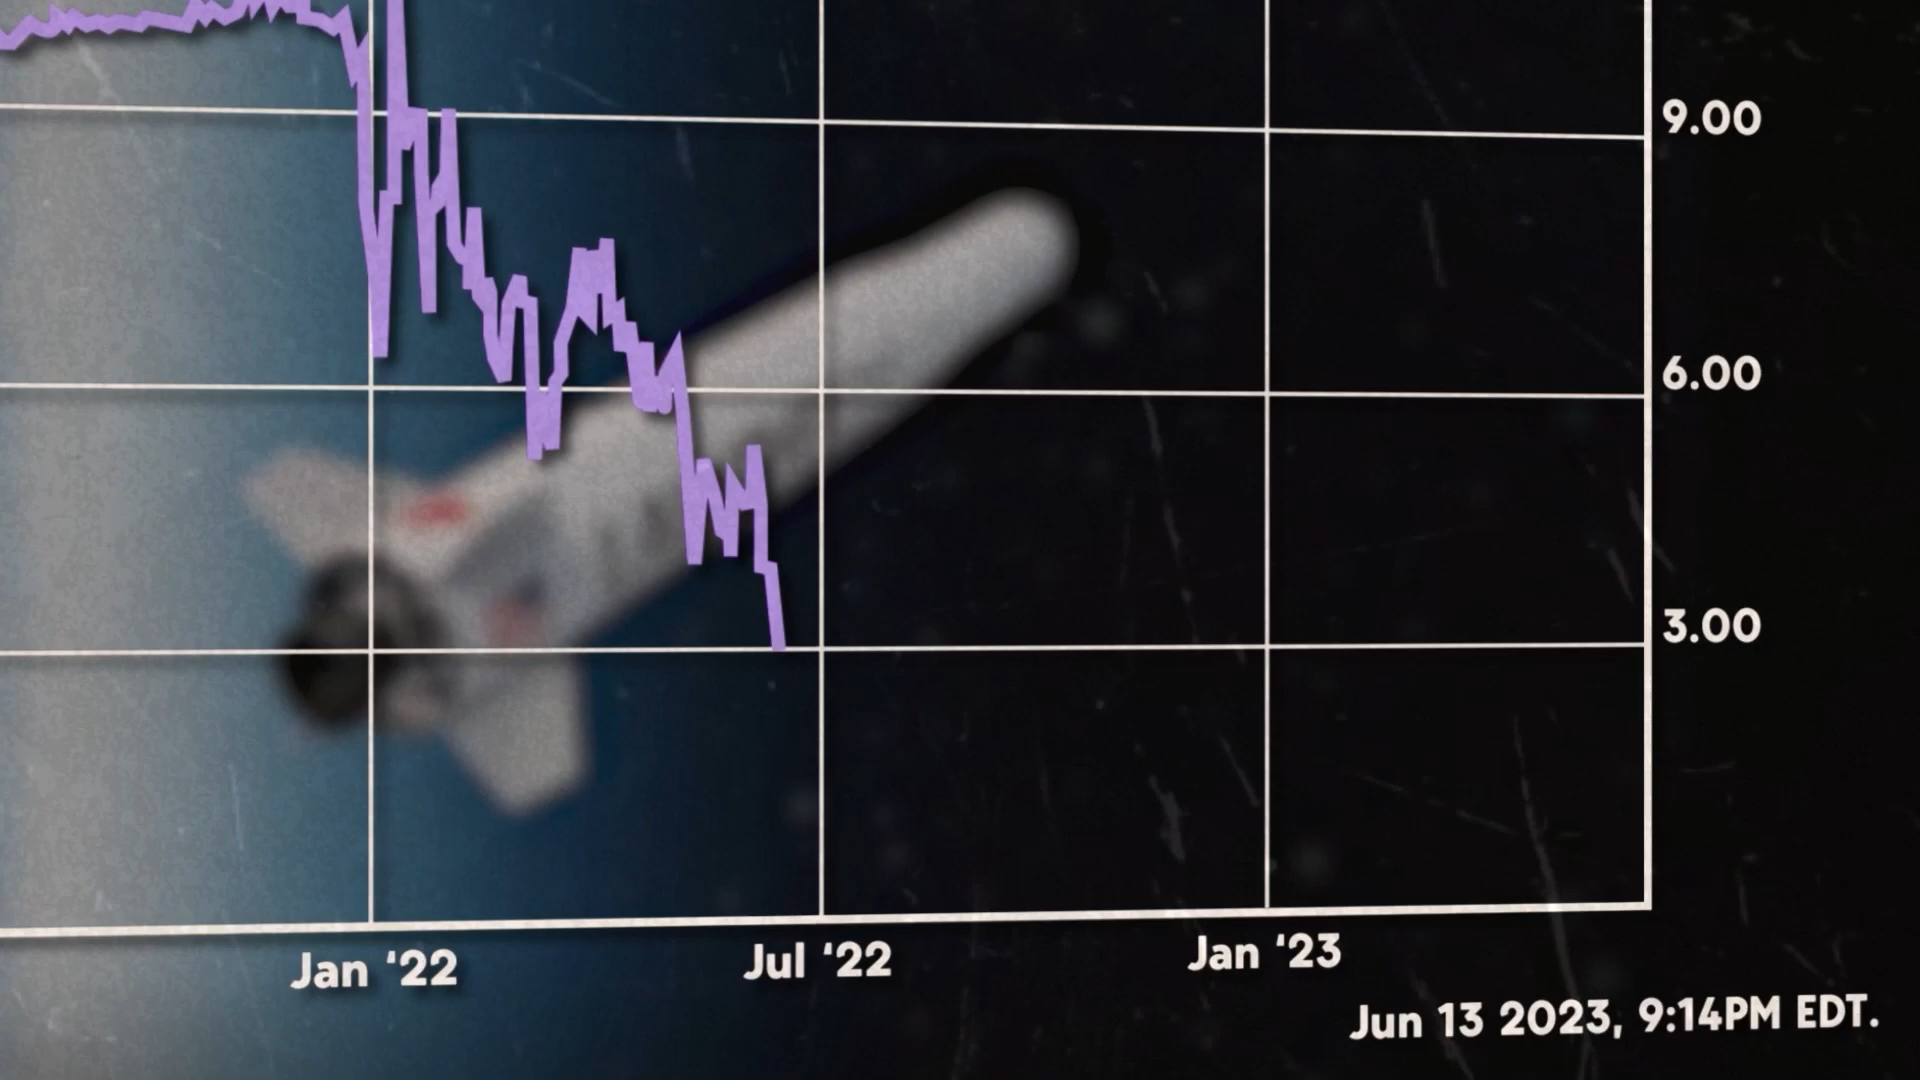 9.00
6.00
3.00
Jan ‘22
Jul ‘22
Jan ‘23
Jun 13 2023, 9:14PM EDT.